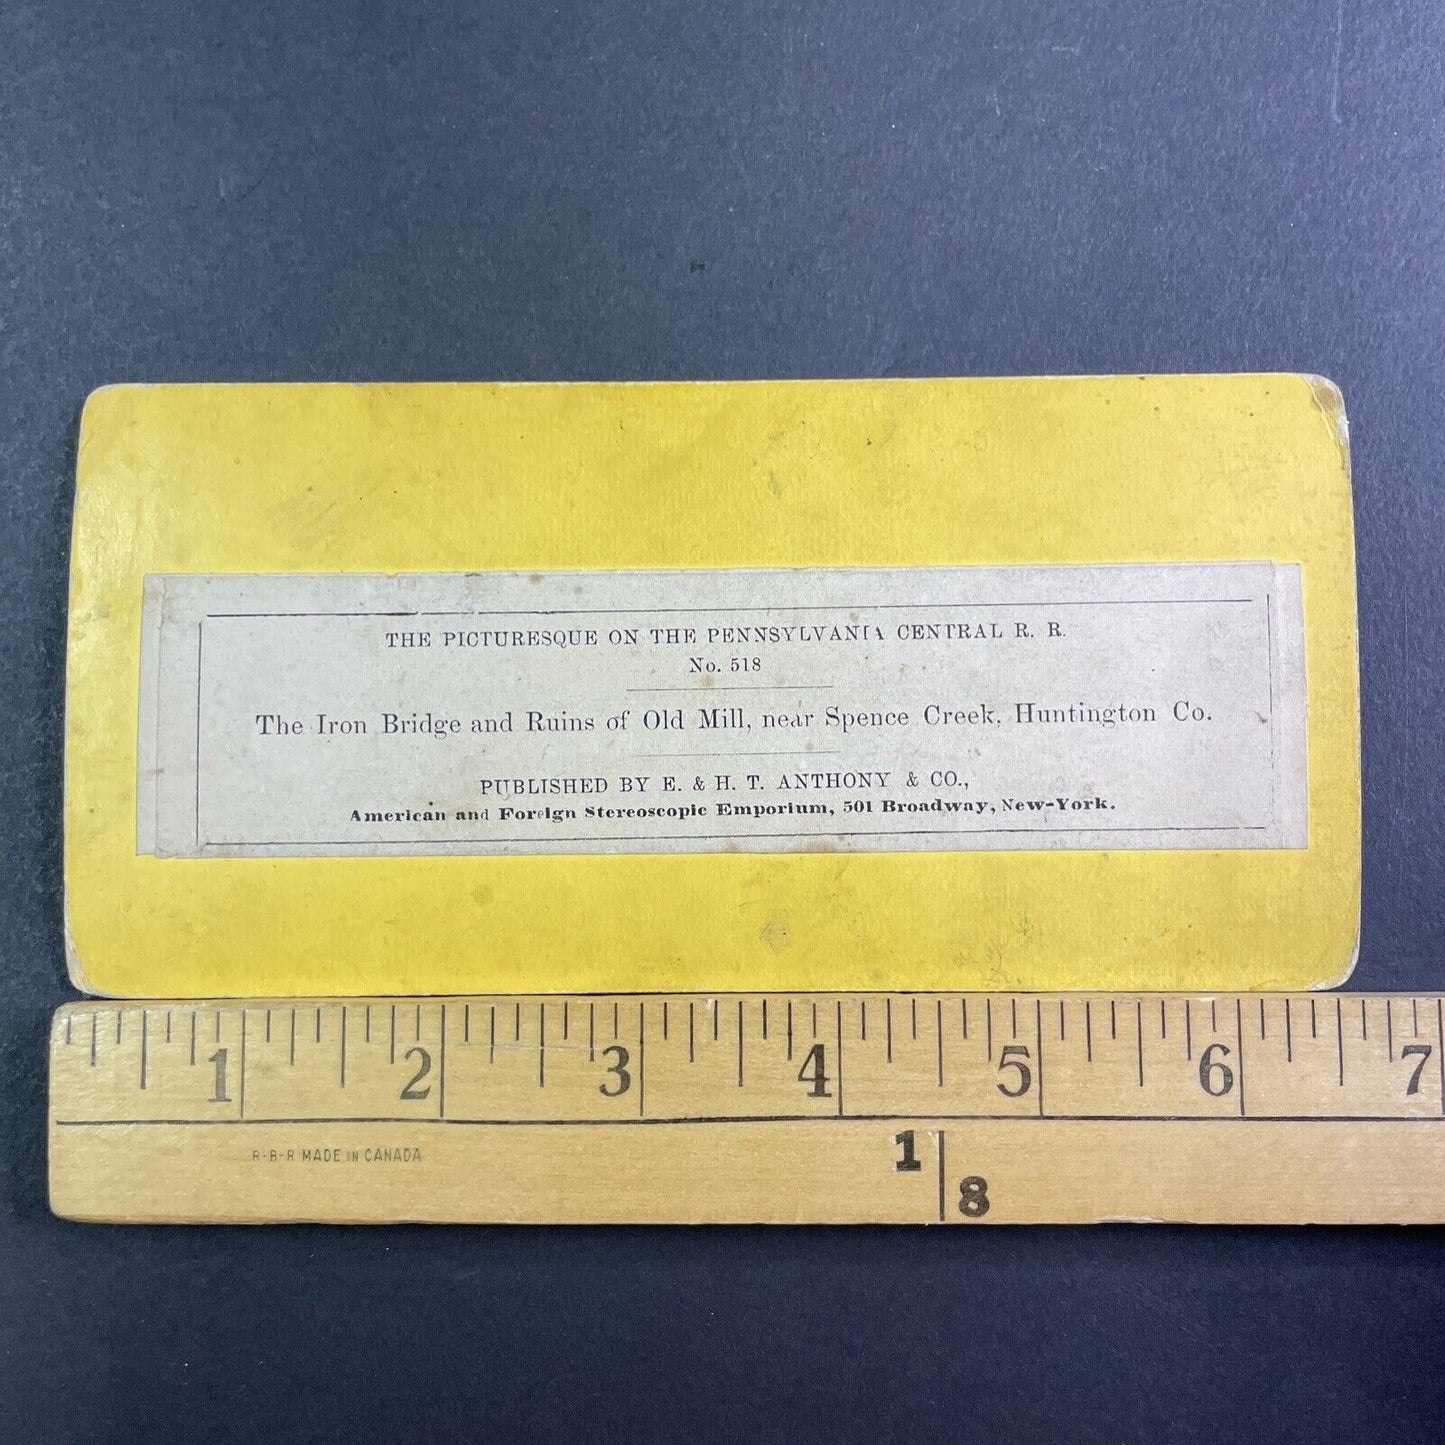 THE PICTURESQUE ON THE PENNSYLVANIA CENTRAL R. R.
No. 518
The Iron Bridge and Ruins of Old Mill, near Spence Creek, Huntington Co.
PUBLISHED BY E. & H. T. ANTHONY & CO.,
American and Foreign Stereoscopic Emporium, 501 Broadway, New-York.
1 2 3 4 5 6 7
R-B-R MADE IN CANADA
1 8